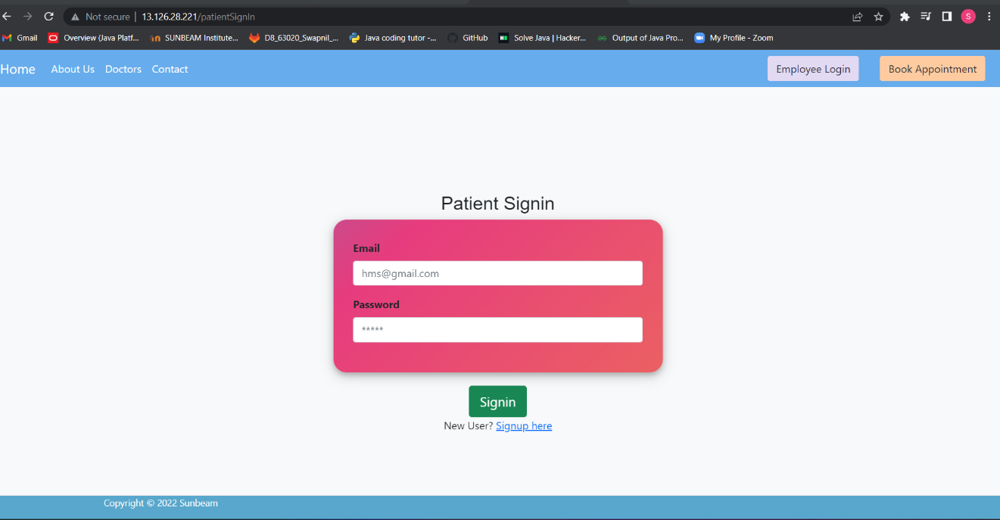 Not secure | 13.126.28.221/patientSignIn S
Gmail Overview (Java Platf... SUNBEAM Institute... D8_63020_Swapnil_... Java coding tutor -... GitHub Solve Java | Hacker... Output of Java Pro... My Profile - Zoom
Home About Us Doctors Contact Employee Login Book Appointment
Patient Signin
Email
hms@gmail.com
Password
*****
Signin
New User? Signup here
Copyright © 2022 Sunbeam